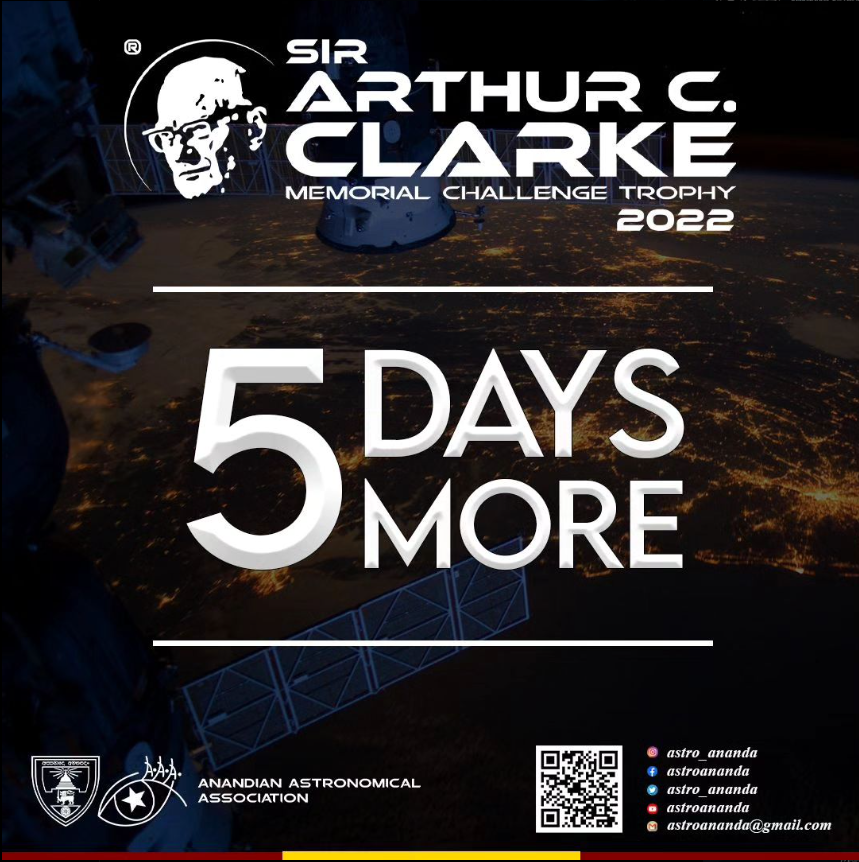 ®
SIR
ARTHUR C.
CLARKE
MEMORIAL CHALLENGE TROPHY
2022
5 DAYS
MORE
A.A.A.
ANANDIAN ASTRONOMICAL
ASSOCIATION
astro_ananda
astroananda
astro_ananda
astroananda
astroananda@gmail.com